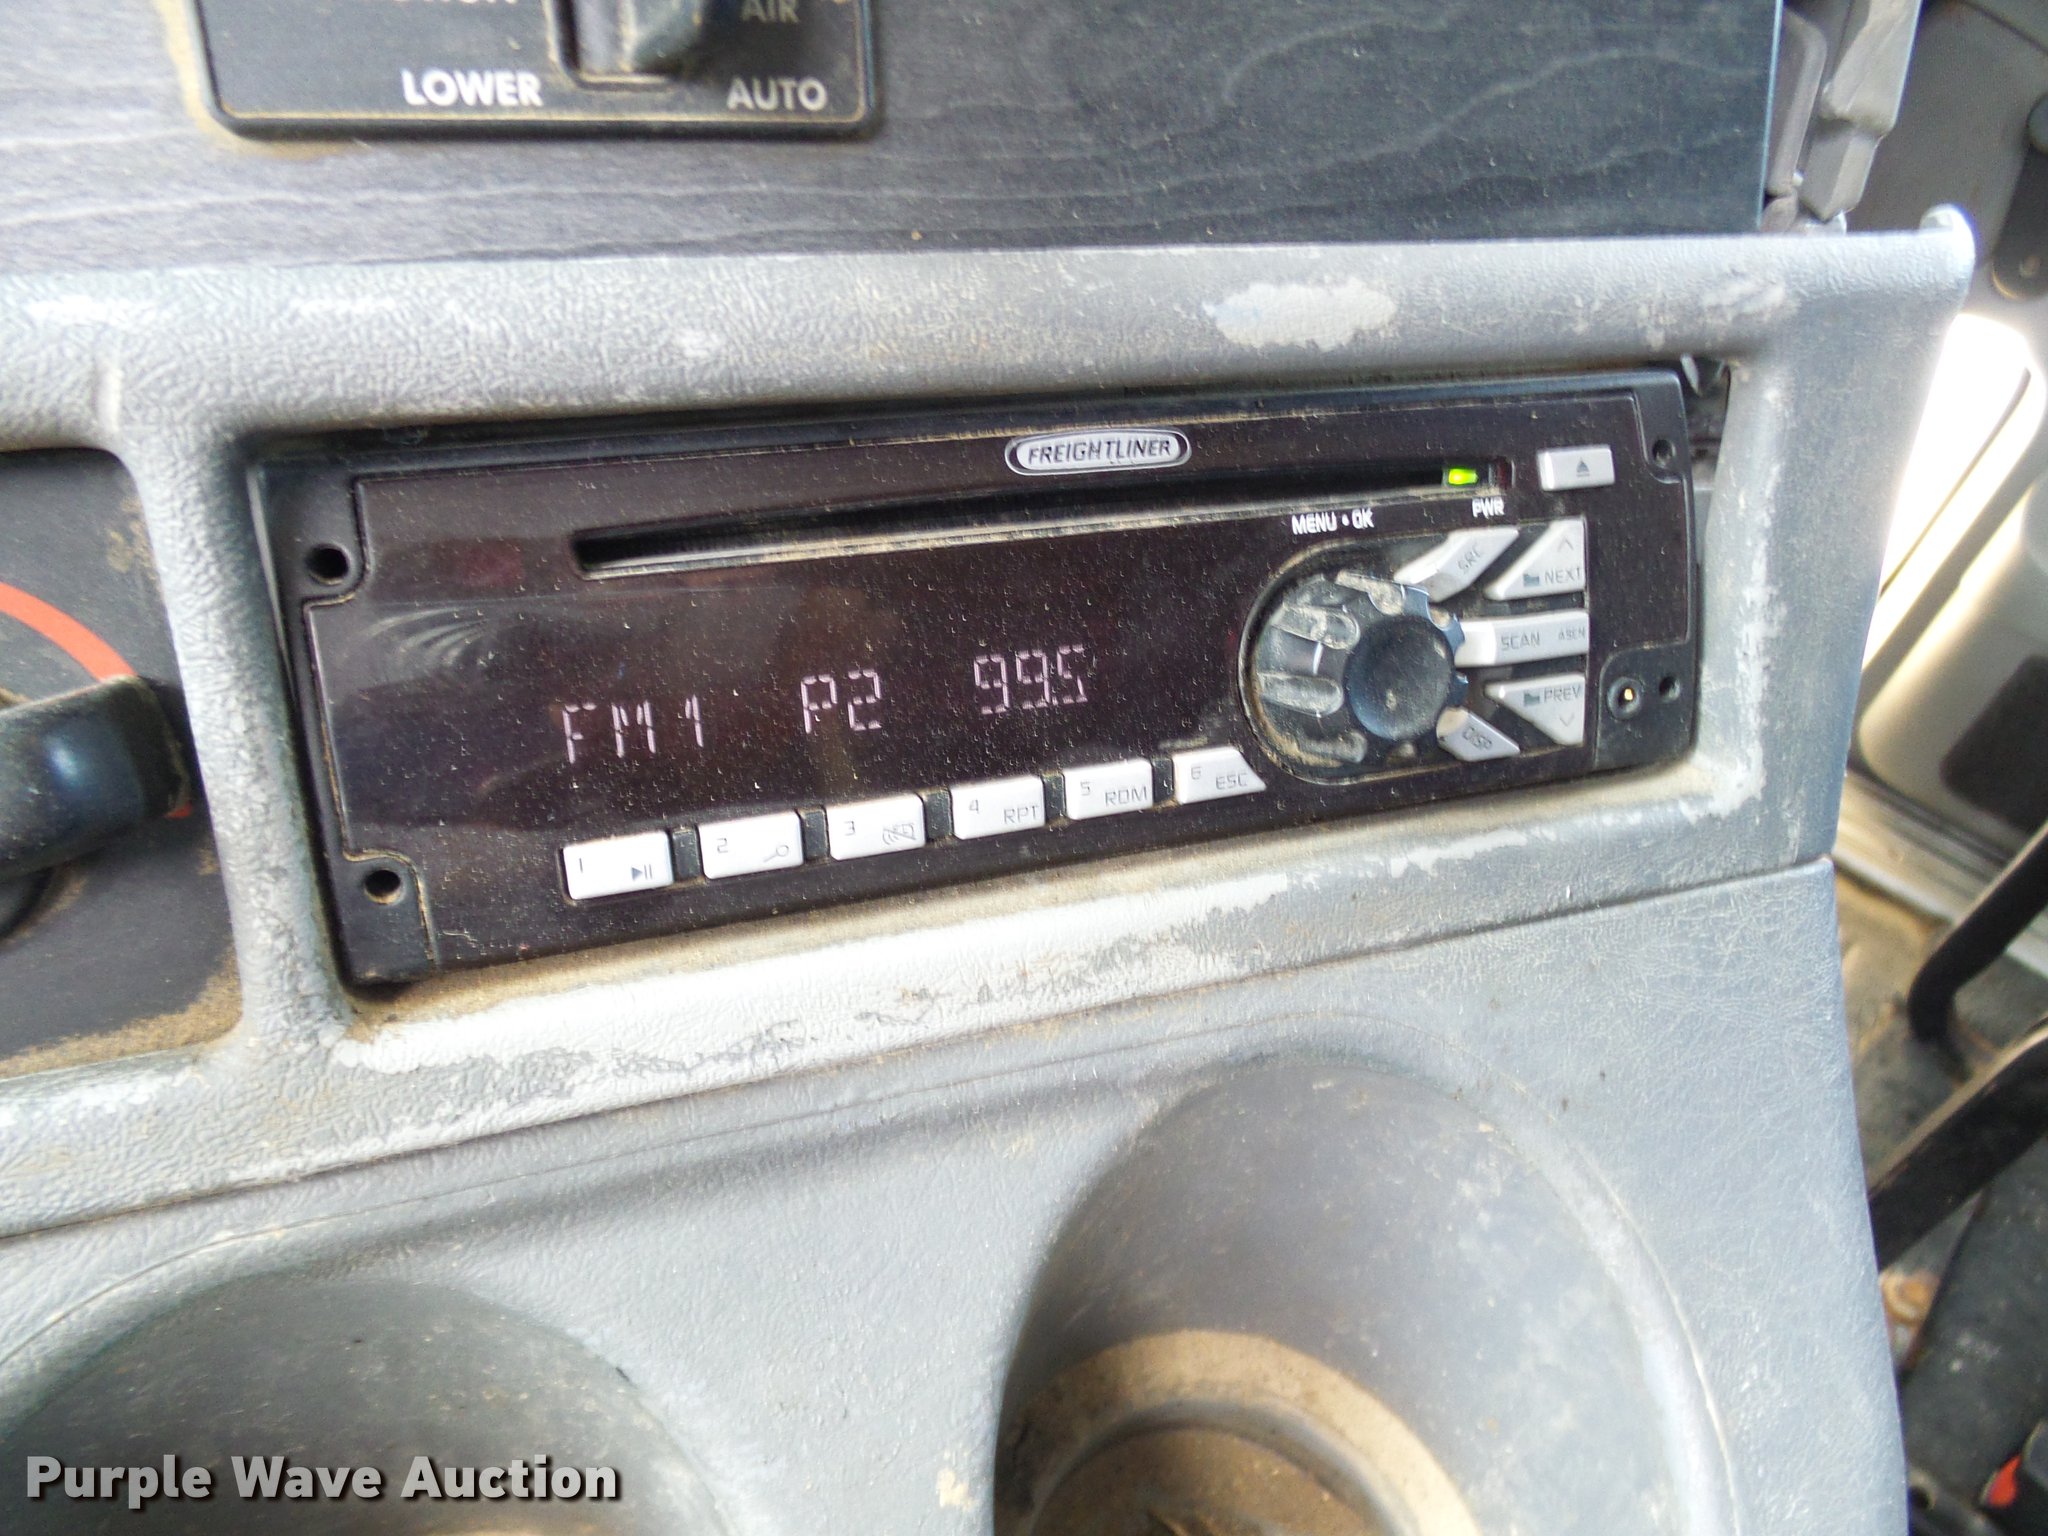 AIR
LOWER AUTO
FREIGHTLINER
MENU • OK PWR
SRC
NEXT
SCAN ASCN
PREV
DISP
FM1 P2 99.5
1 2 3 4 RPT 5 RDM 6 ESC
Purple Wave Auction